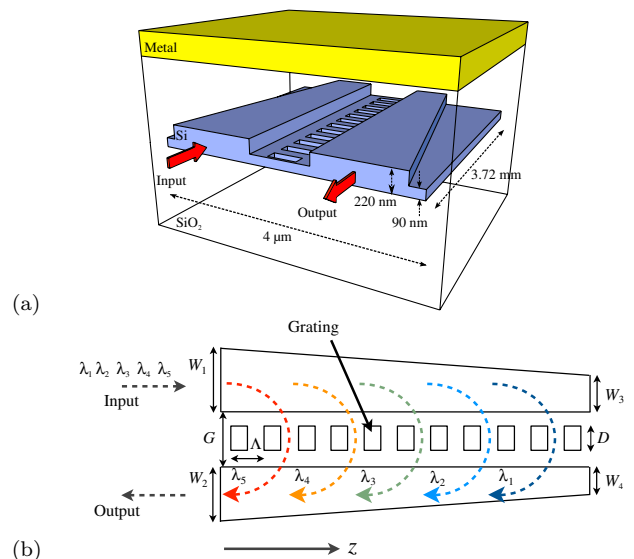 Metal
Si
Input
Output
220 nm
90 nm
3.72 mm
4 µm
SiO₂
(a)
Grating
λ₁ λ₂ λ₃ λ₄ λ₅
Input
W₁
W₃
G
Λ
D
W₂
λ₅ λ₄ λ₃ λ₂ λ₁
W₄
Output
z
(b)